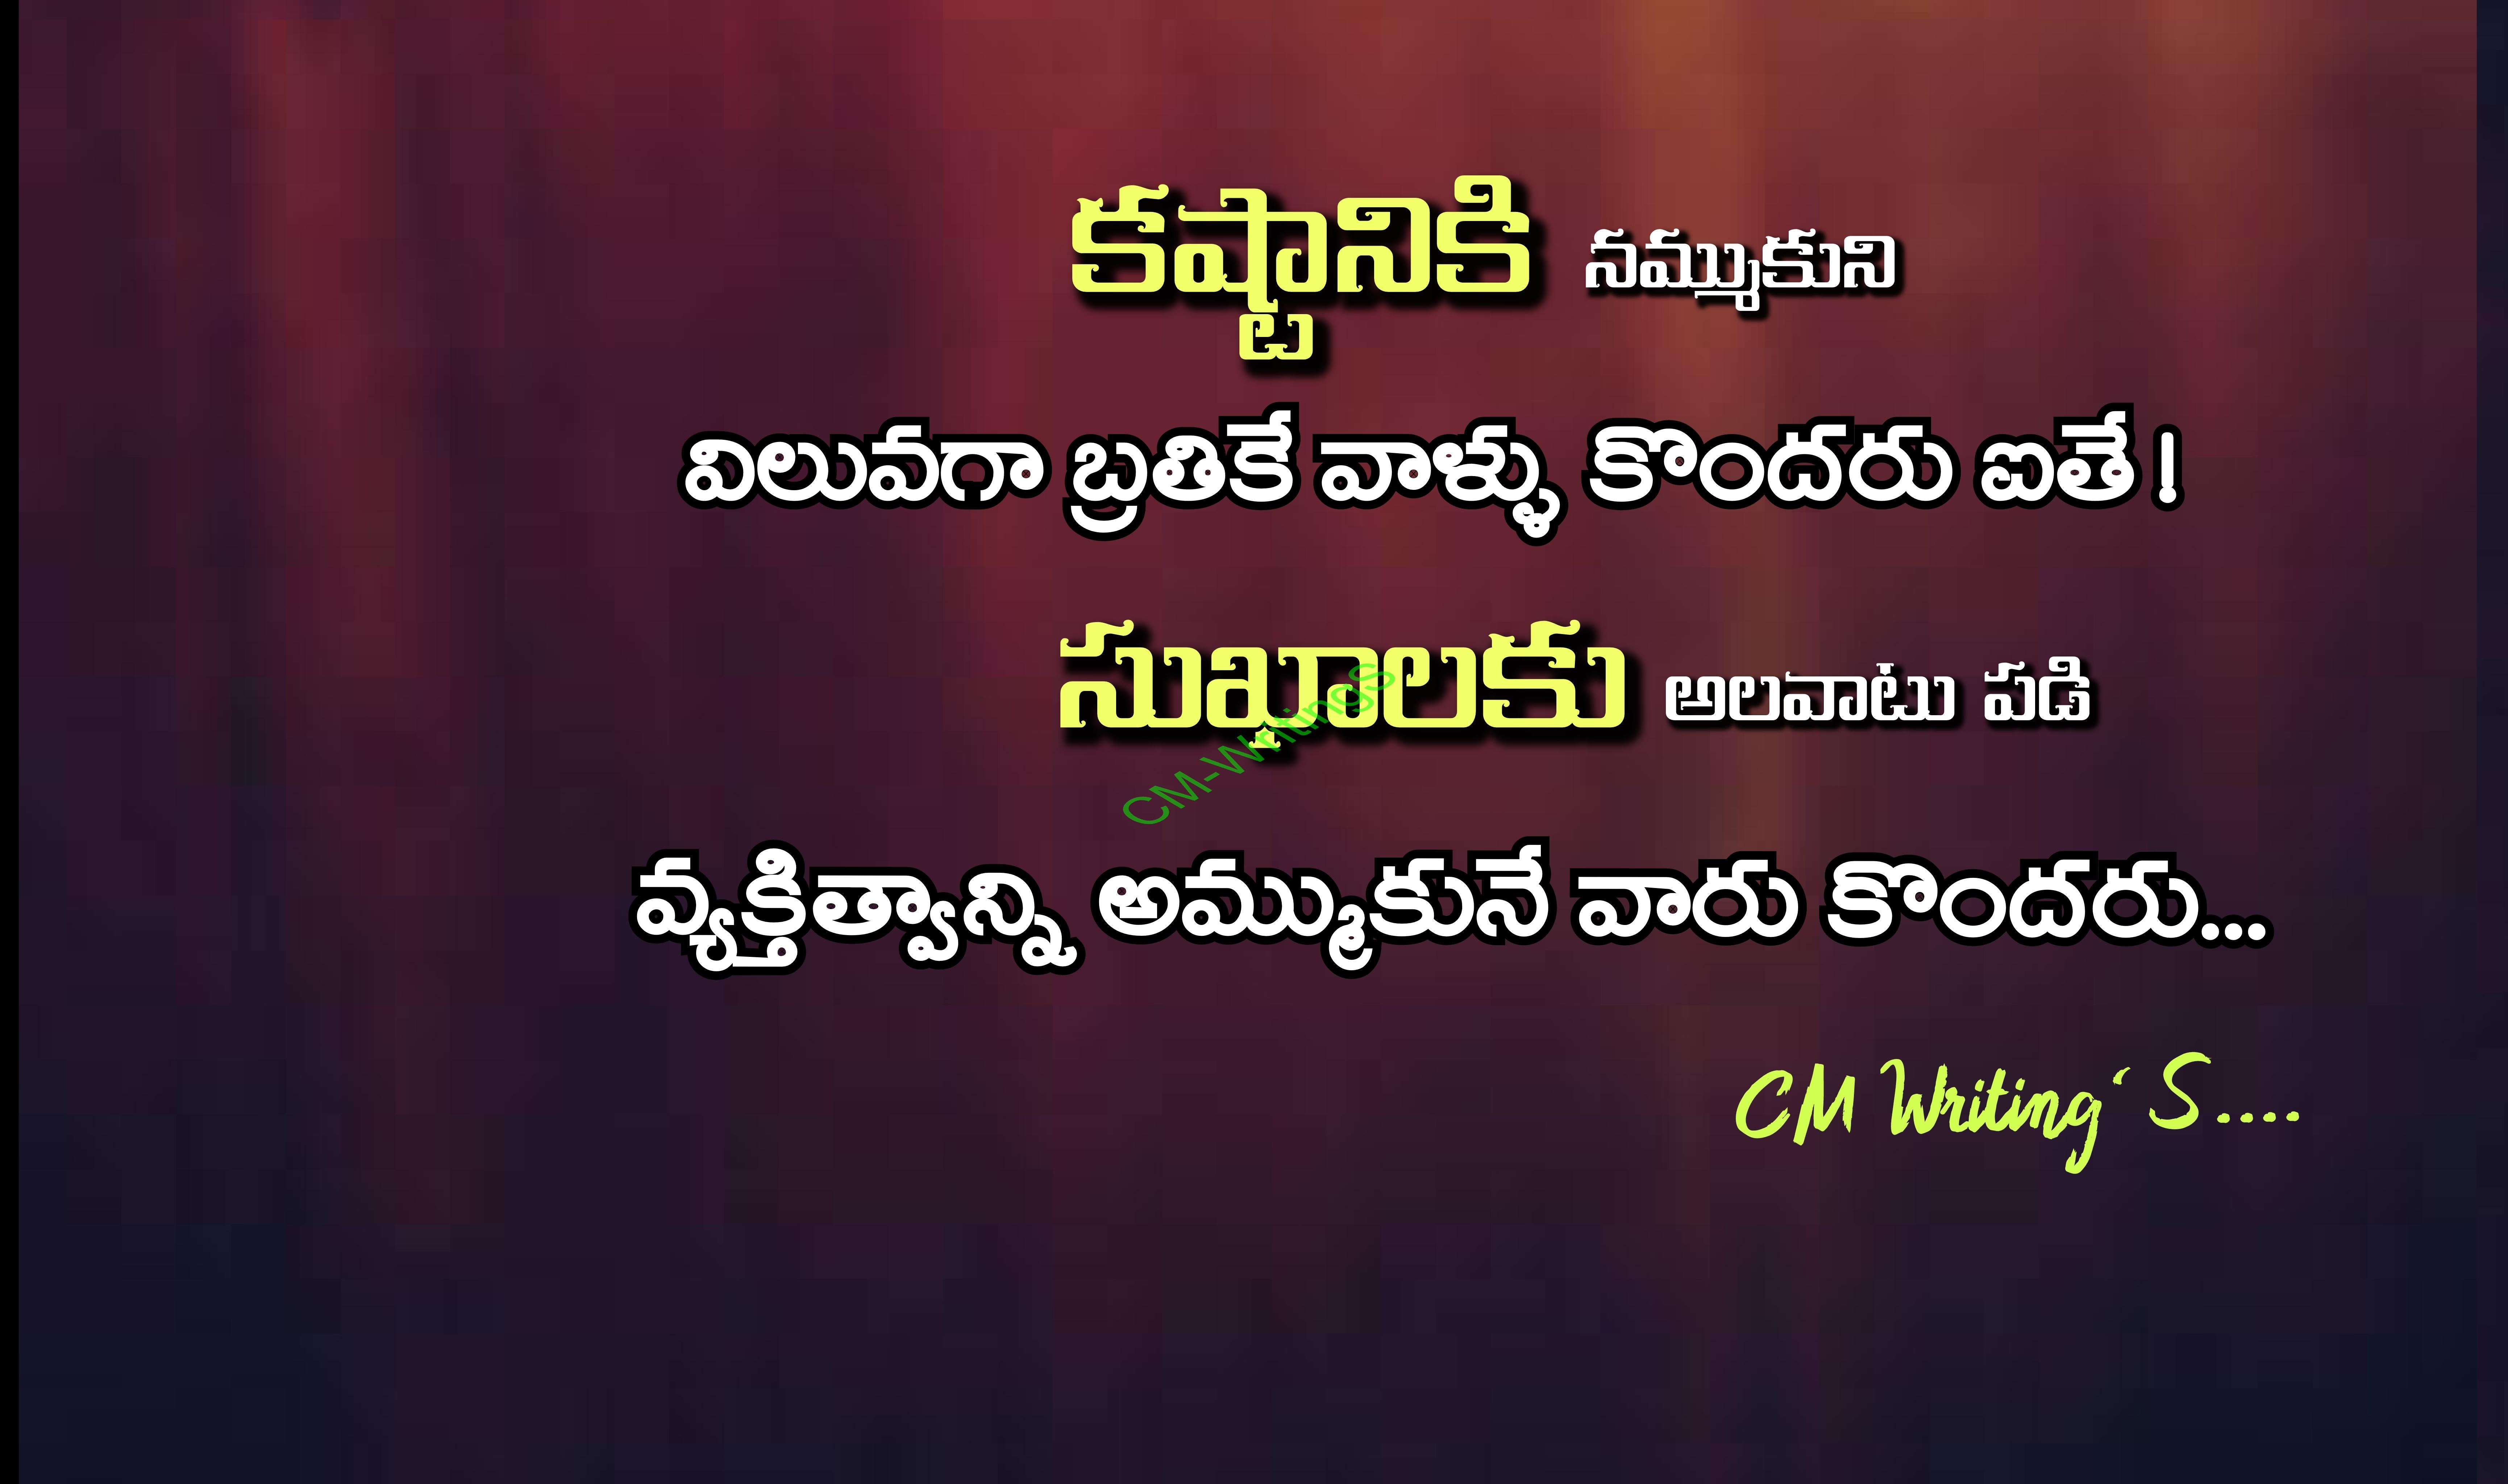 కష్టానికి నమ్ముకుని
విలువగా బ్రతికే వాళ్ళు కొందరు ఐతే!
సుఖాలకు అలవాటు పడి
CM-WritingS
వ్యక్తిత్వాన్ని అమ్ముకునే వారు కొందరు...
CM Writing‘ S....